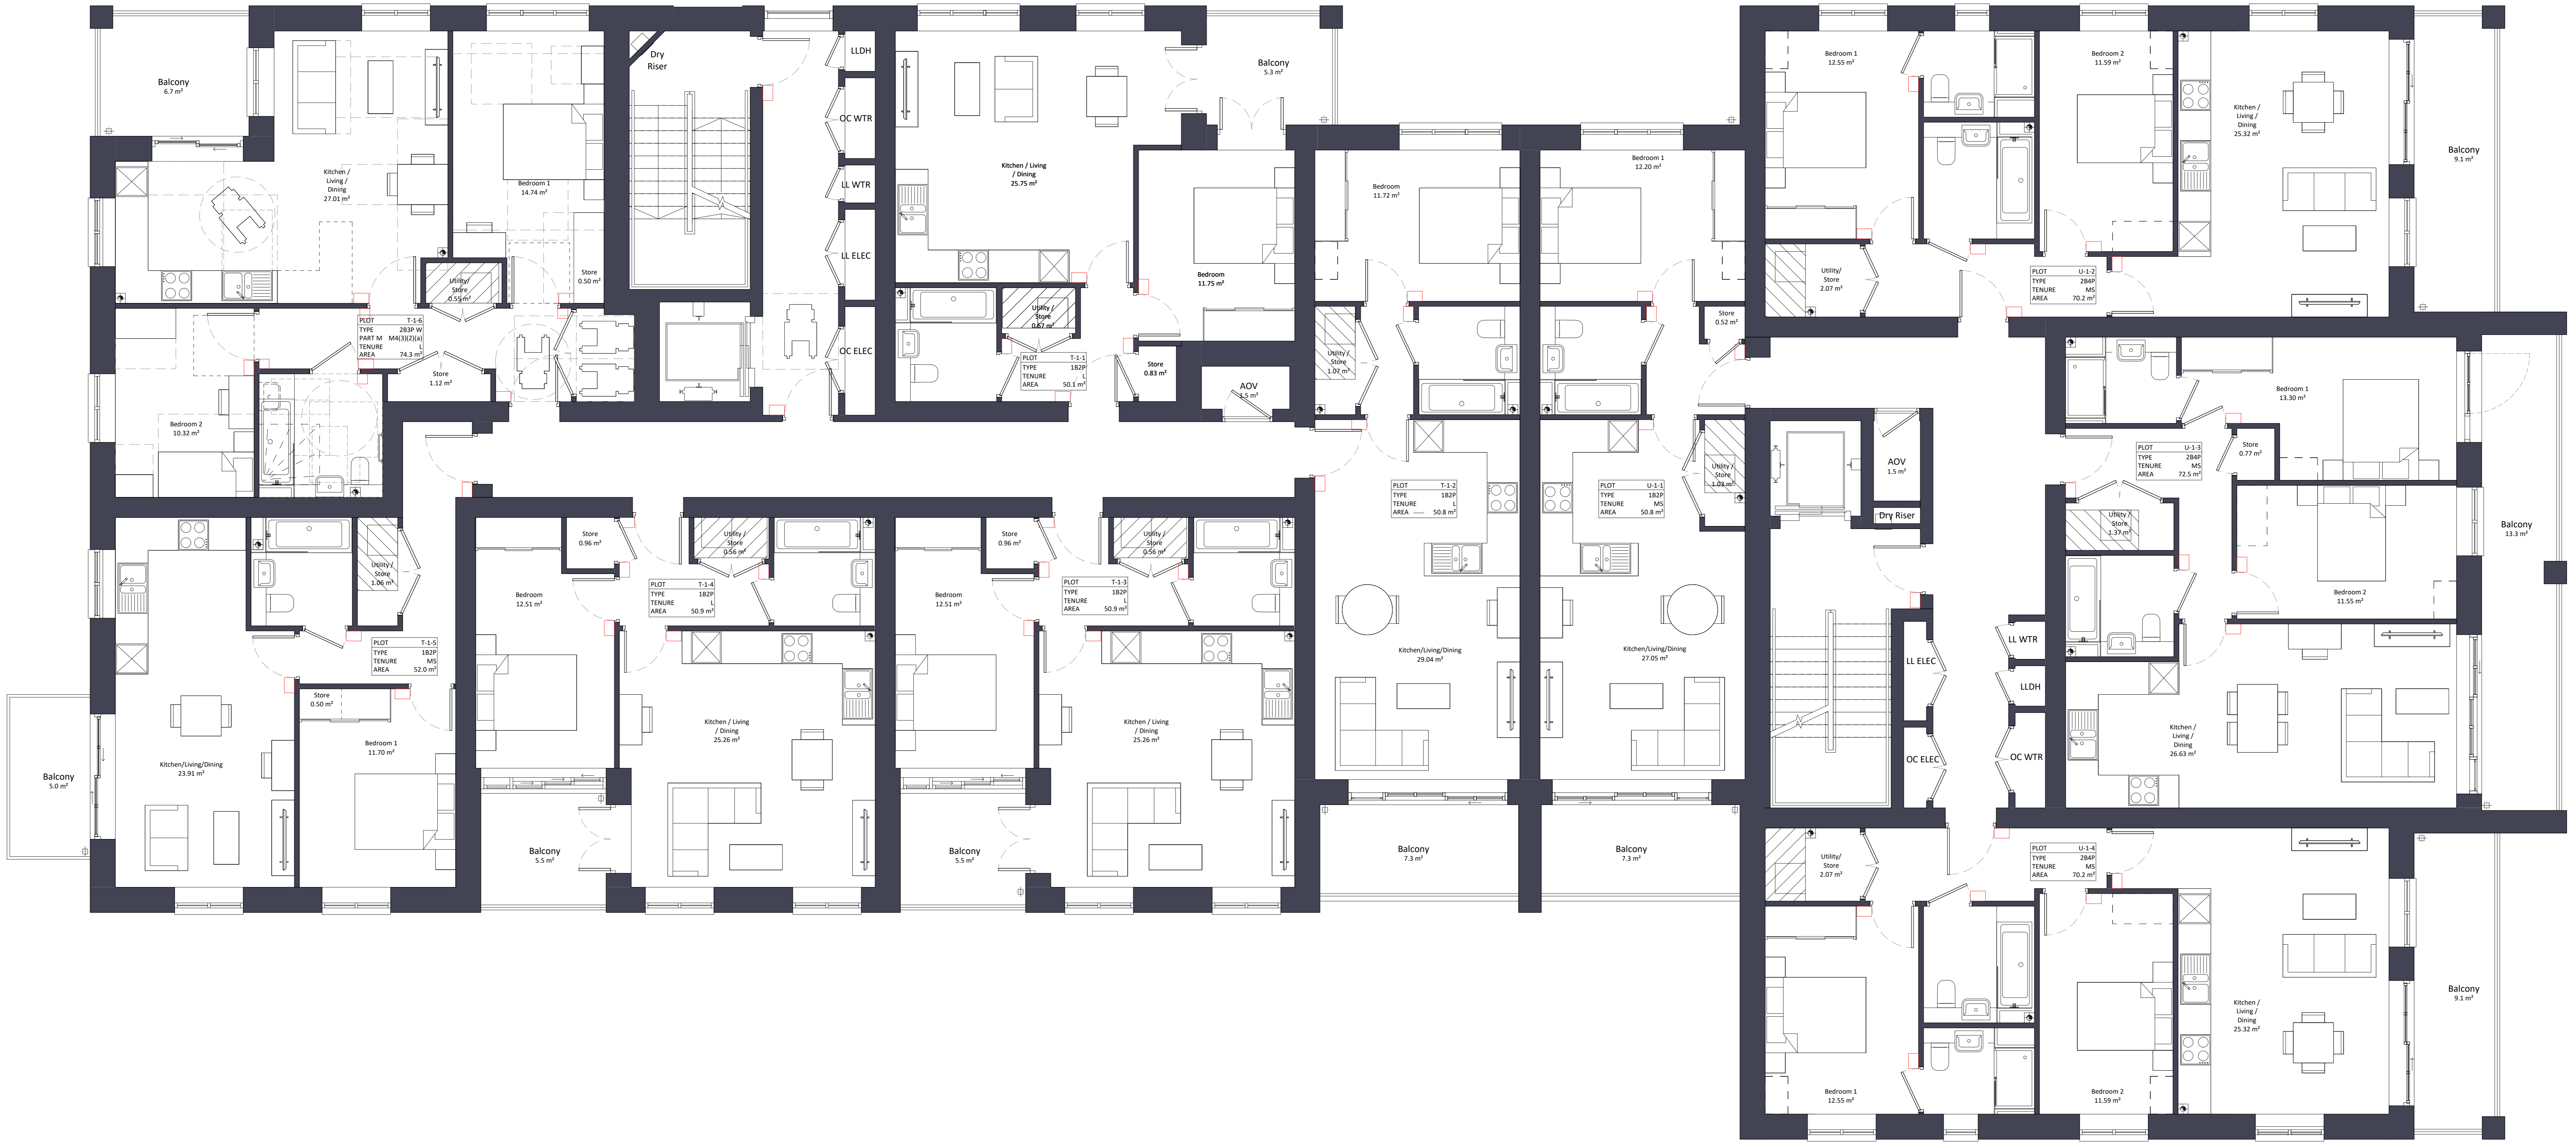 Balcony
6.7 m²
Kitchen /
Living /
Dining
27.01 m²
Bedroom 1
14.74 m²
Store
0.50 m²
Utility/
Store
0.55 m²
PLOT T-1-6
TYPE 2B3P W
PART M M4(3)(2)(a)
TENURE L
AREA 74.3 m²
Store
1.12 m²
Bedroom 2
10.32 m²
Dry
Riser
LLDH
OC WTR
LL WTR
LL ELEC
OC ELEC
Kitchen / Living
/ Dining
25.75 m²
Balcony
5.3 m²
Bedroom
11.75 m²
Utility /
Store
0.67 m²
PLOT T-1-1
TYPE 1B2P
TENURE L
AREA 50.1 m²
Store
0.83 m²
AOV
1.5 m²
Bedroom
11.72 m²
Utility /
Store
1.07 m²
PLOT T-1-2
TYPE 1B2P
TENURE L
AREA 50.8 m²
Kitchen/Living/Dining
29.04 m²
Balcony
7.3 m²
Bedroom 1
12.20 m²
Store
0.52 m²
Utility /
Store
1.03 m²
PLOT U-1-1
TYPE 1B2P
TENURE MS
AREA 50.8 m²
Kitchen/Living/Dining
27.05 m²
Balcony
7.3 m²
Bedroom 1
12.55 m²
Bedroom 2
11.59 m²
Kitchen /
Living /
Dining
25.32 m²
Balcony
9.1 m²
Utility/
Store
2.07 m²
PLOT U-1-2
TYPE 2B4P
TENURE MS
AREA 70.2 m²
Bedroom 1
13.30 m²
PLOT U-1-3
TYPE 2B4P
TENURE MS
AREA 72.5 m²
Store
0.77 m²
Utility /
Store
1.37 m²
Bedroom 2
11.55 m²
Balcony
13.3 m²
Kitchen /
Living /
Dining
26.63 m²
AOV
1.5 m²
Dry Riser
LL WTR
LL ELEC
LLDH
OC ELEC
OC WTR
Utility/
Store
2.07 m²
PLOT U-1-4
TYPE 2B4P
TENURE MS
AREA 70.2 m²
Kitchen /
Living /
Dining
25.32 m²
Balcony
9.1 m²
Bedroom 1
12.55 m²
Bedroom 2
11.59 m²
Utility /
Store
1.06 m²
PLOT T-1-5
TYPE 1B2P
TENURE MS
AREA 52.0 m²
Store
0.50 m²
Bedroom 1
11.70 m²
Kitchen/Living/Dining
23.91 m²
Balcony
5.0 m²
Store
0.96 m²
Utility /
Store
0.56 m²
Bedroom
12.51 m²
PLOT T-1-4
TYPE 1B2P
TENURE L
AREA 50.9 m²
Kitchen / Living
/ Dining
25.26 m²
Balcony
5.5 m²
Store
0.96 m²
Utility /
Store
0.56 m²
Bedroom
12.51 m²
PLOT T-1-3
TYPE 1B2P
TENURE L
AREA 50.9 m²
Kitchen / Living
/ Dining
25.26 m²
Balcony
5.5 m²